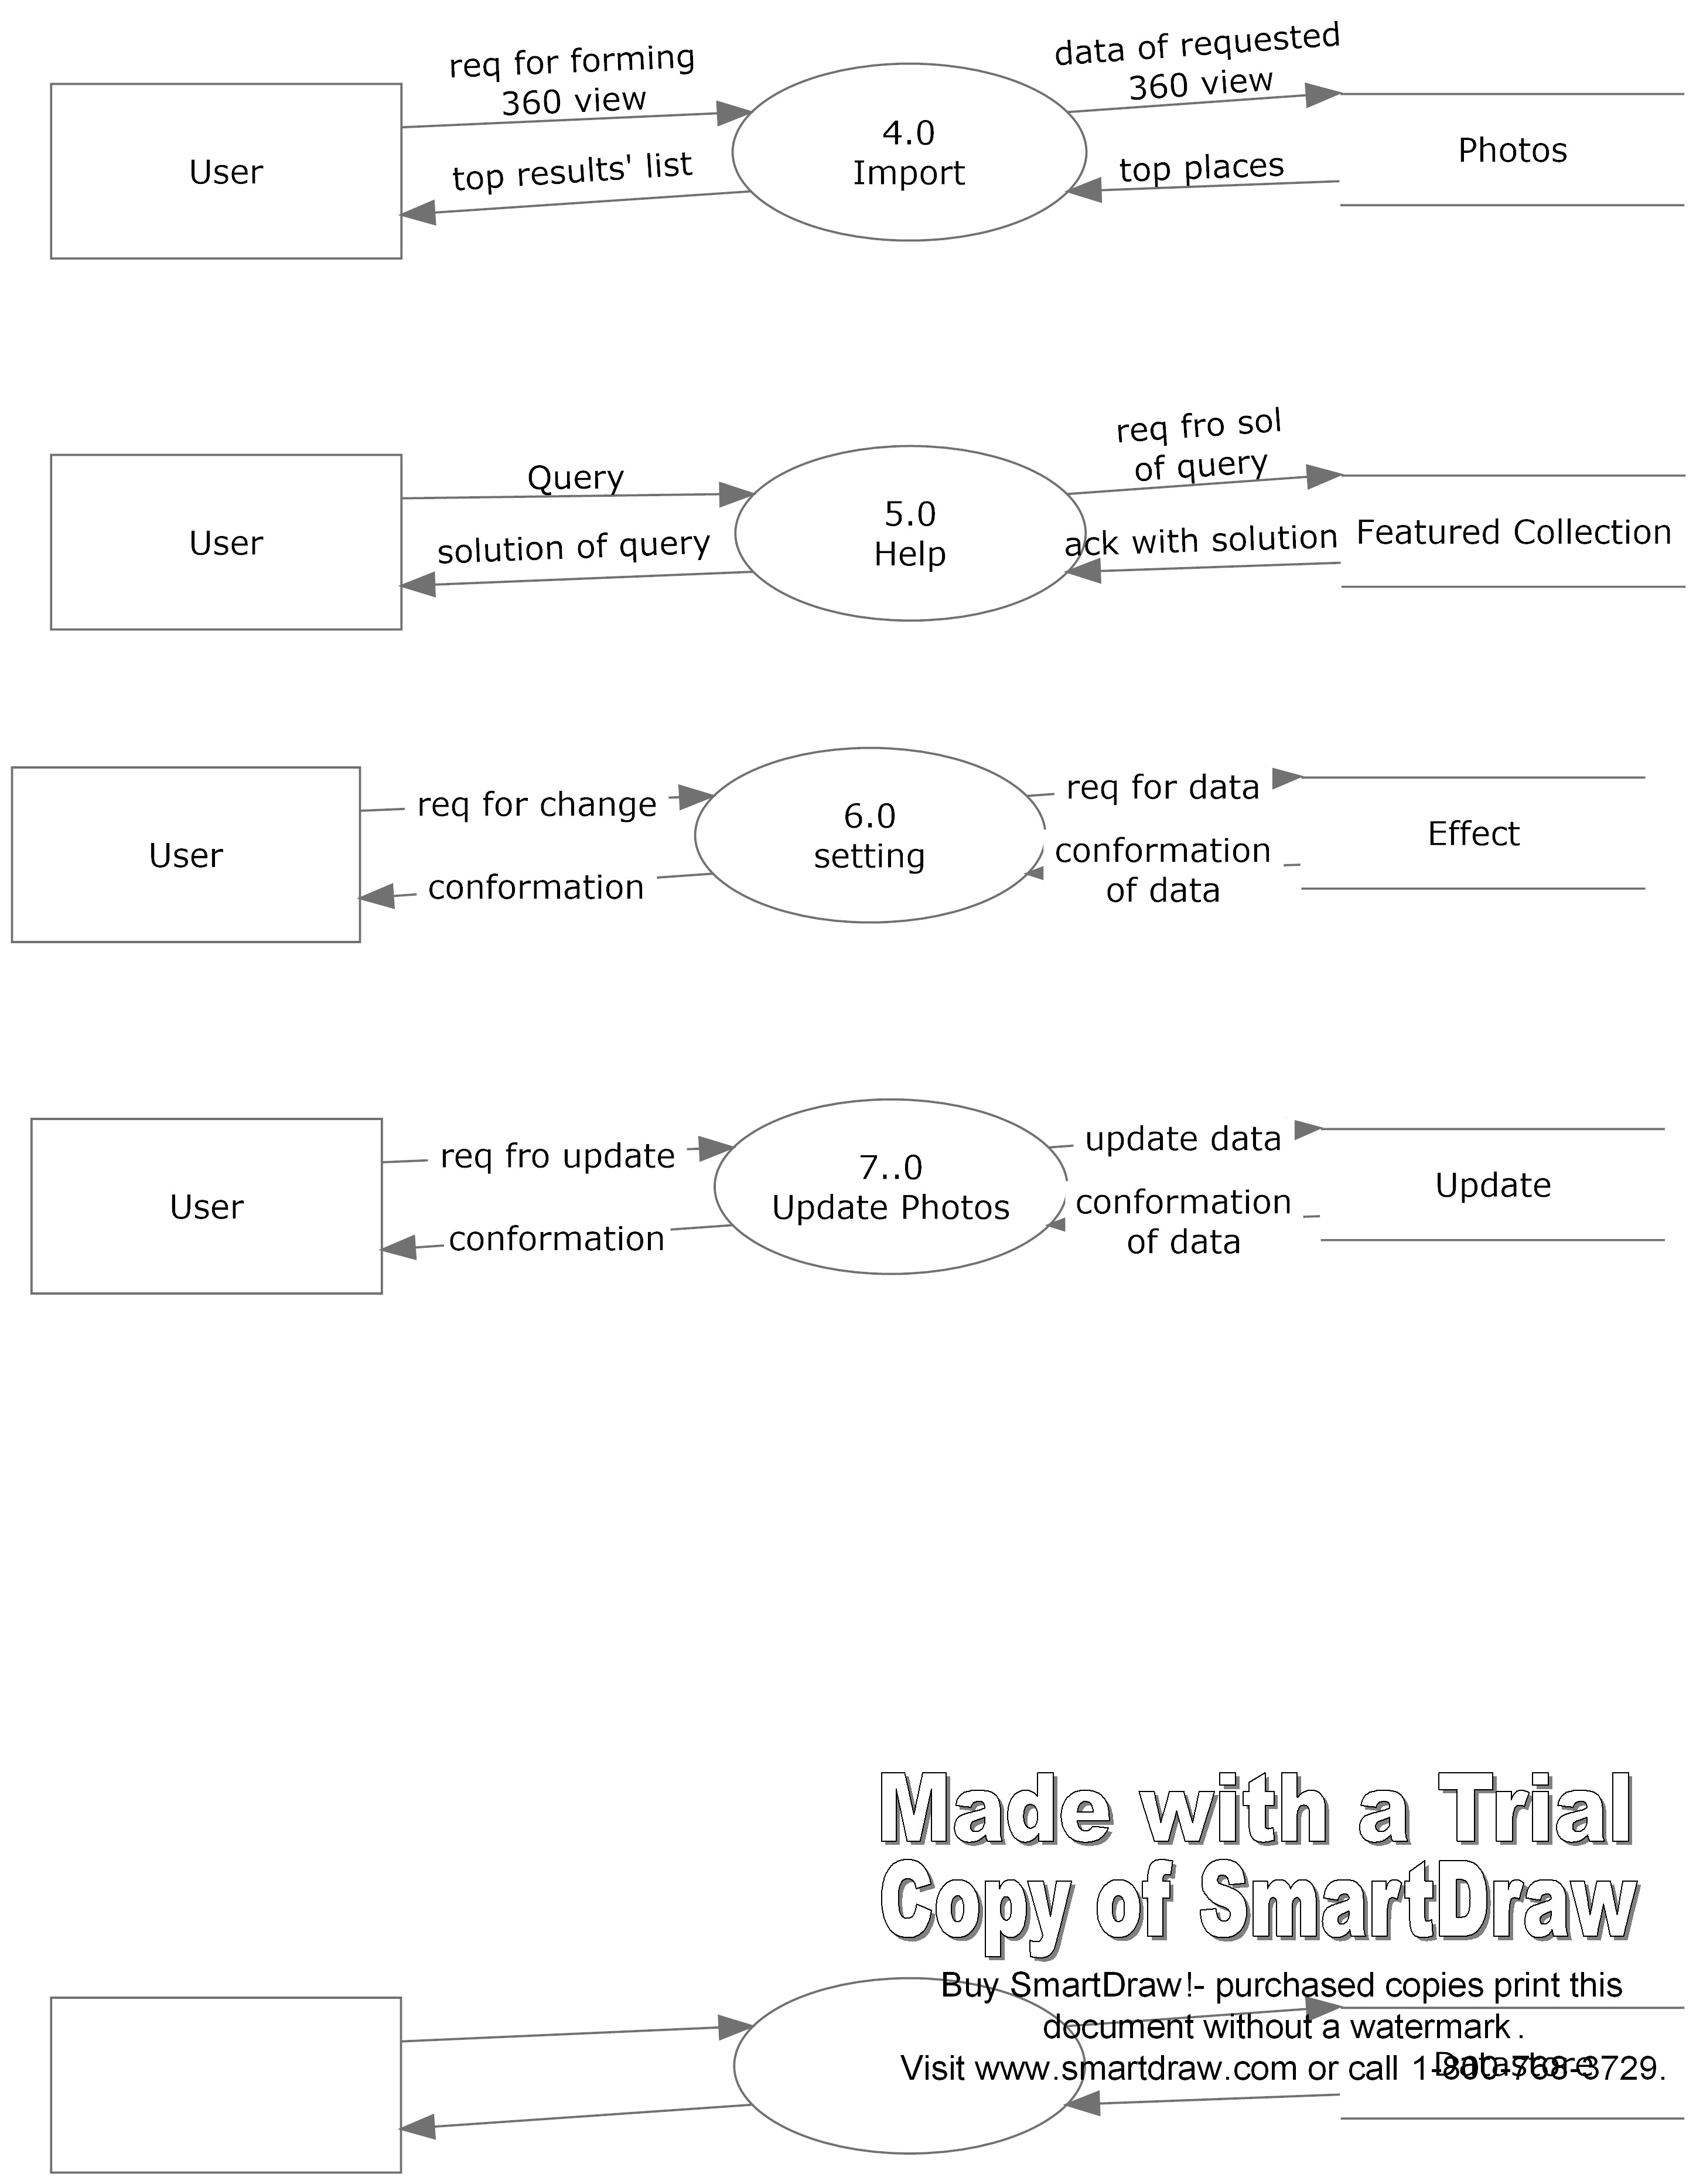 req for forming
360 view
data of requested
360 view
User
top results' list
4.0
Import
top places
Photos
Query
req fro sol
of query
User
solution of query
5.0
Help
ack with solution
Featured Collection
req for change
req for data
User
conformation
6.0
setting
conformation
of data
Effect
req fro update
update data
User
conformation
7..0
Update Photos
conformation
of data
Update
Made with a Trial
Copy of SmartDraw
Buy SmartDraw!- purchased copies print this
document without a watermark.
Visit www.smartdraw.com or call 1-800-768-3729.
Datastore